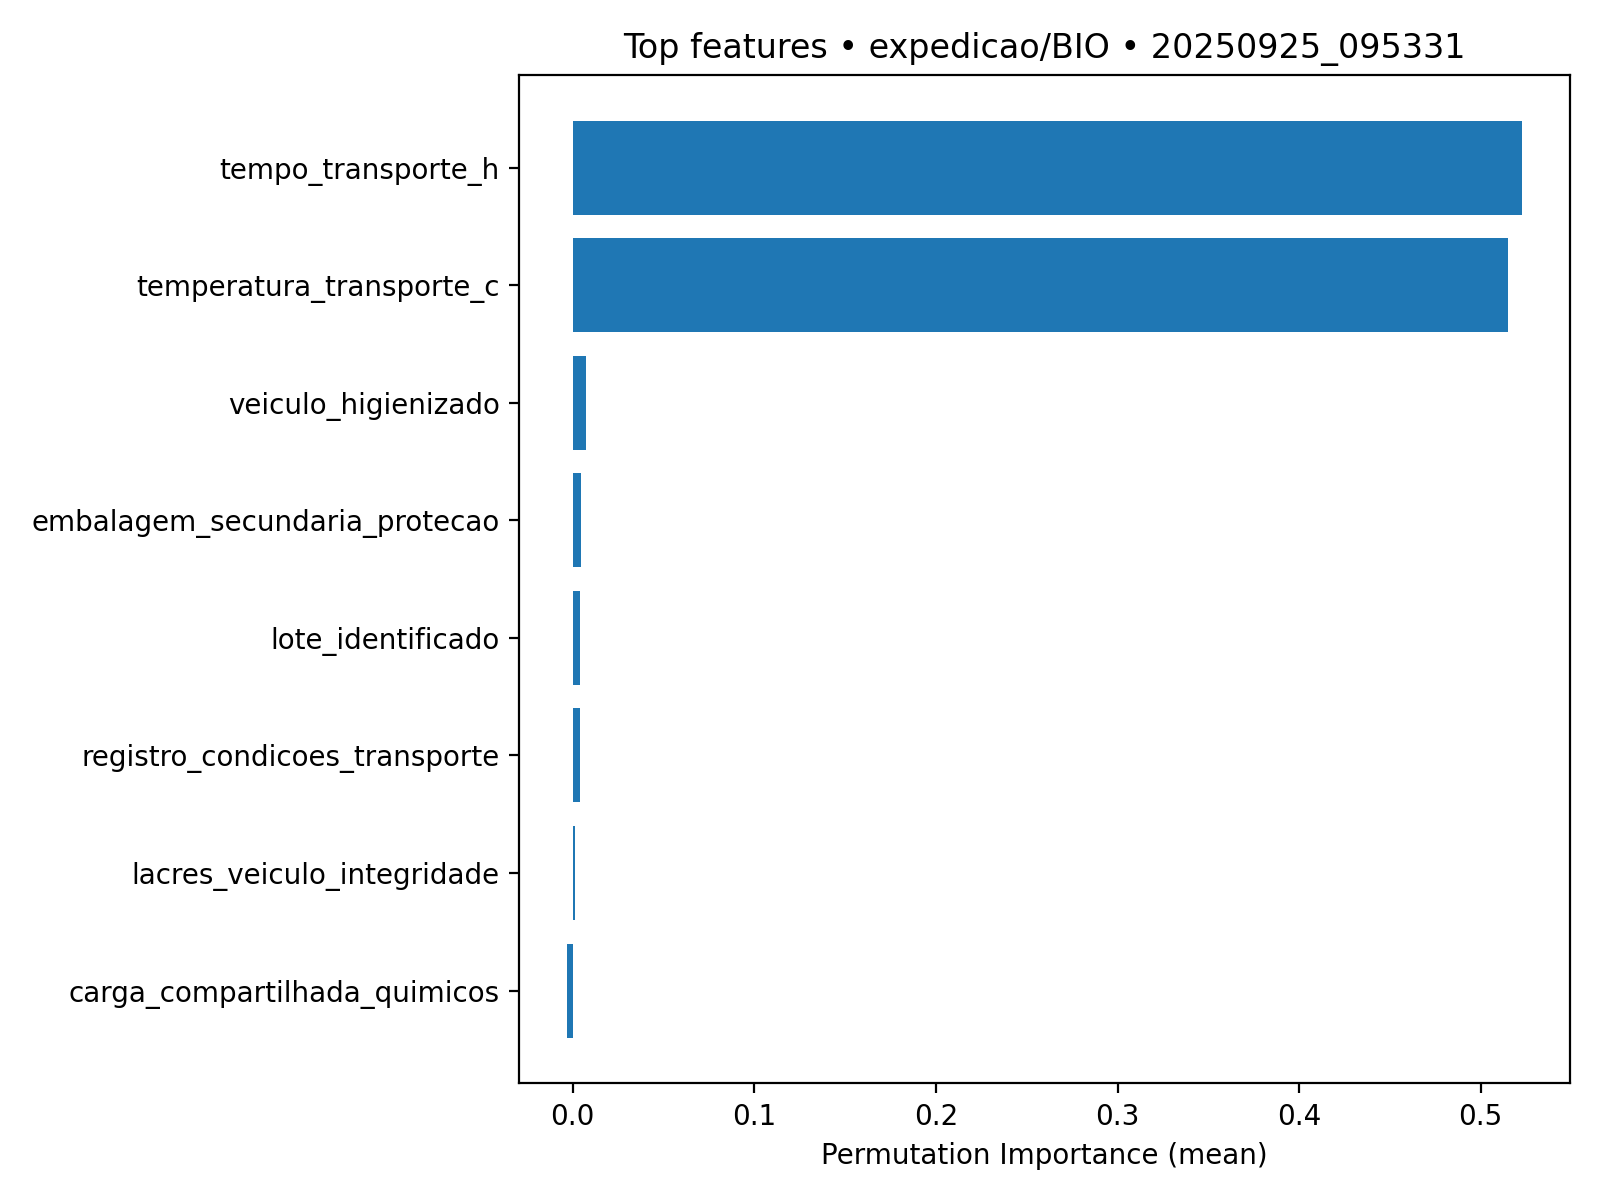 Top features • expedicao/BIO • 20250925_095331
tempo_transporte_h
temperatura_transporte_c
veiculo_higienizado
embalagem_secundaria_protecao
lote_identificado
registro_condicoes_transporte
lacres_veiculo_integridade
carga_compartilhada_quimicos
0.0 0.1 0.2 0.3 0.4 0.5
Permutation Importance (mean)